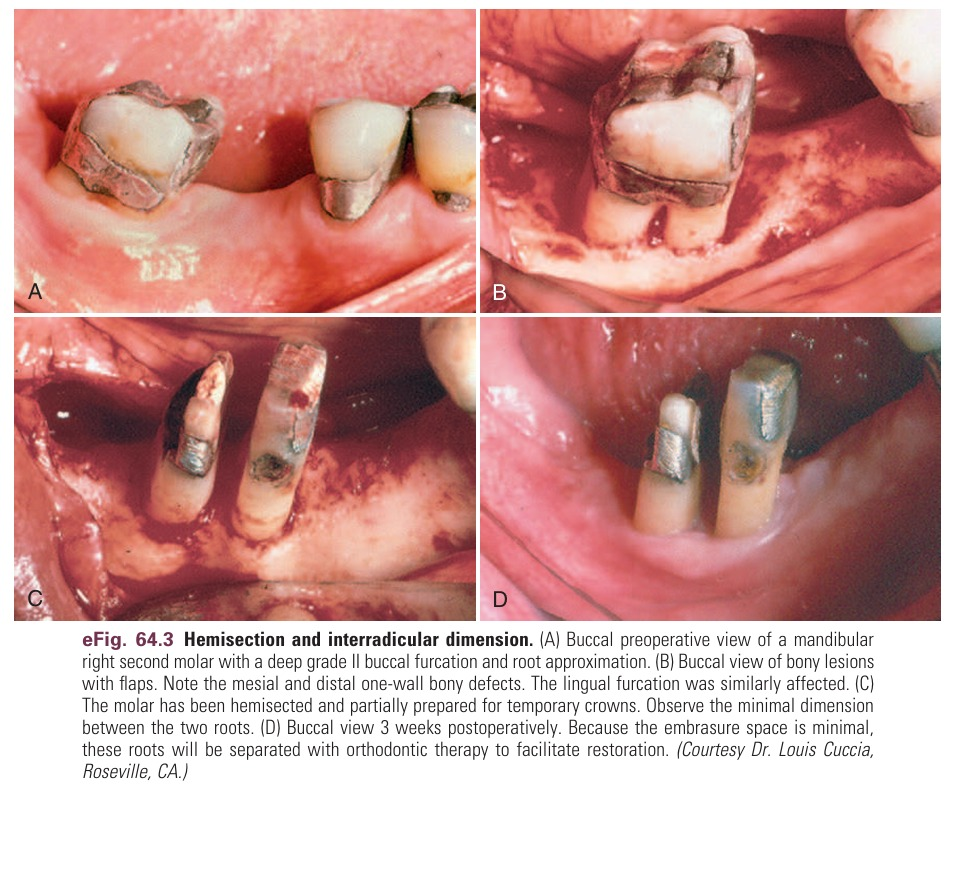 A
B
C
D
eFig. 64.3 Hemisection and interradicular dimension. (A) Buccal preoperative view of a mandibular
right second molar with a deep grade II buccal furcation and root approximation. (B) Buccal view of bony lesions
with flaps. Note the mesial and distal one-wall bony defects. The lingual furcation was similarly affected. (C)
The molar has been hemisected and partially prepared for temporary crowns. Observe the minimal dimension
between the two roots. (D) Buccal view 3 weeks postoperatively. Because the embrasure space is minimal,
these roots will be separated with orthodontic therapy to facilitate restoration. (Courtesy Dr. Louis Cuccia,
Roseville, CA.)